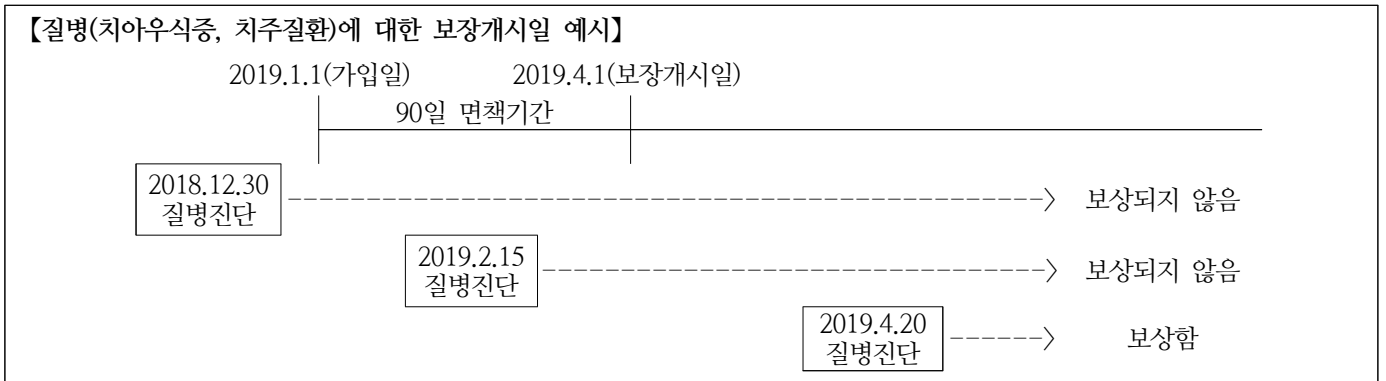 【질병(치아우식증, 치주질환)에 대한 보장개시일 예시】
2019.1.1(가입일) 2019.4.1(보장개시일)
90일 면책기간
2018.12.30
질병진단
보상되지 않음
2019.2.15
질병진단
보상되지 않음
2019.4.20
질병진단
보상함